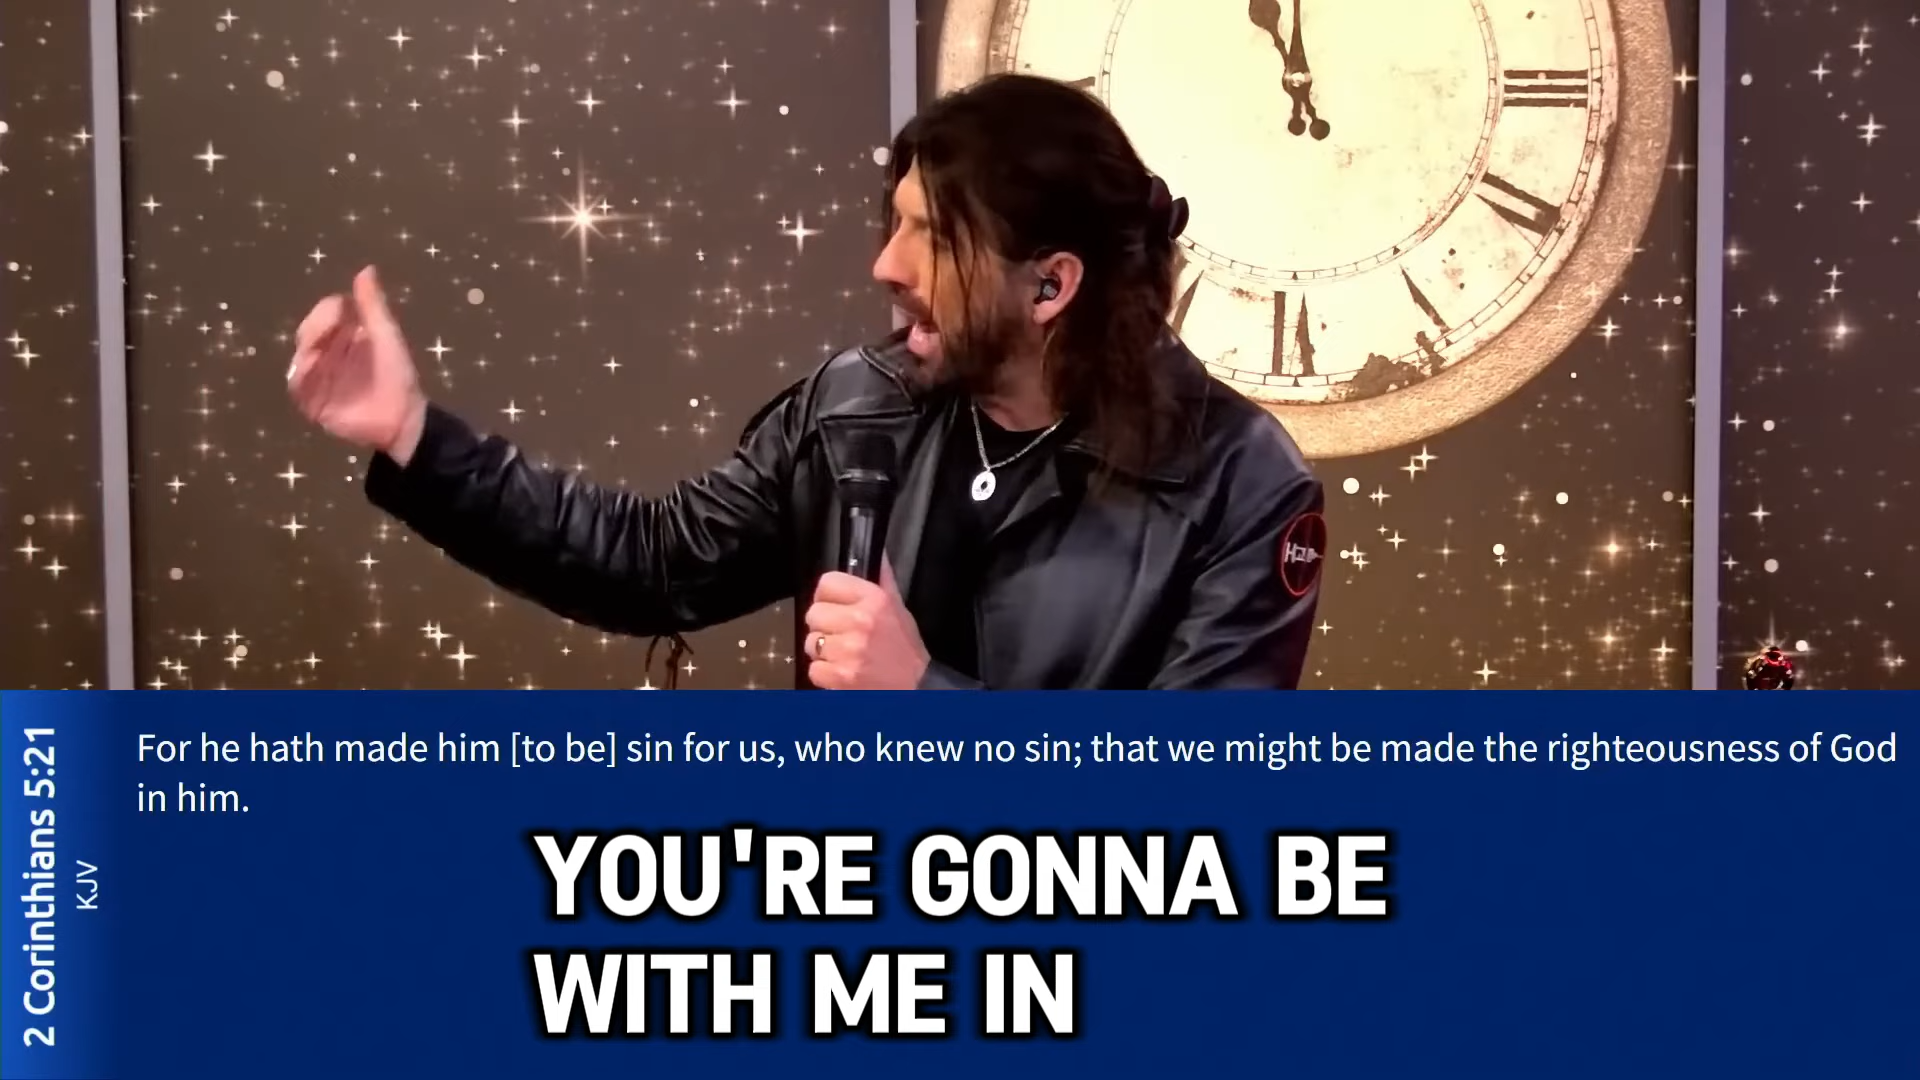 2 Corinthians 5:21
KJV
For he hath made him [to be] sin for us, who knew no sin; that we might be made the righteousness of God
in him.
YOU'RE GONNA BE
WITH ME IN